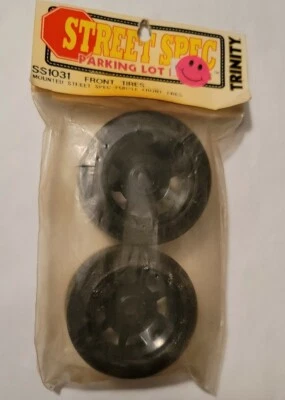 STREET SPEC
PARKING LOT
TRINITY
SS1031 FRONT TIRES
MOUNTED STREET SPEC